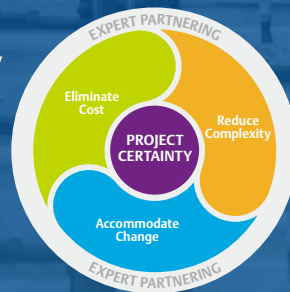 EXPERT PARTNERING
Eliminate
Cost
Reduce
Complexity
PROJECT
CERTAINTY
Accommodate
Change
EXPERT PARTNERING